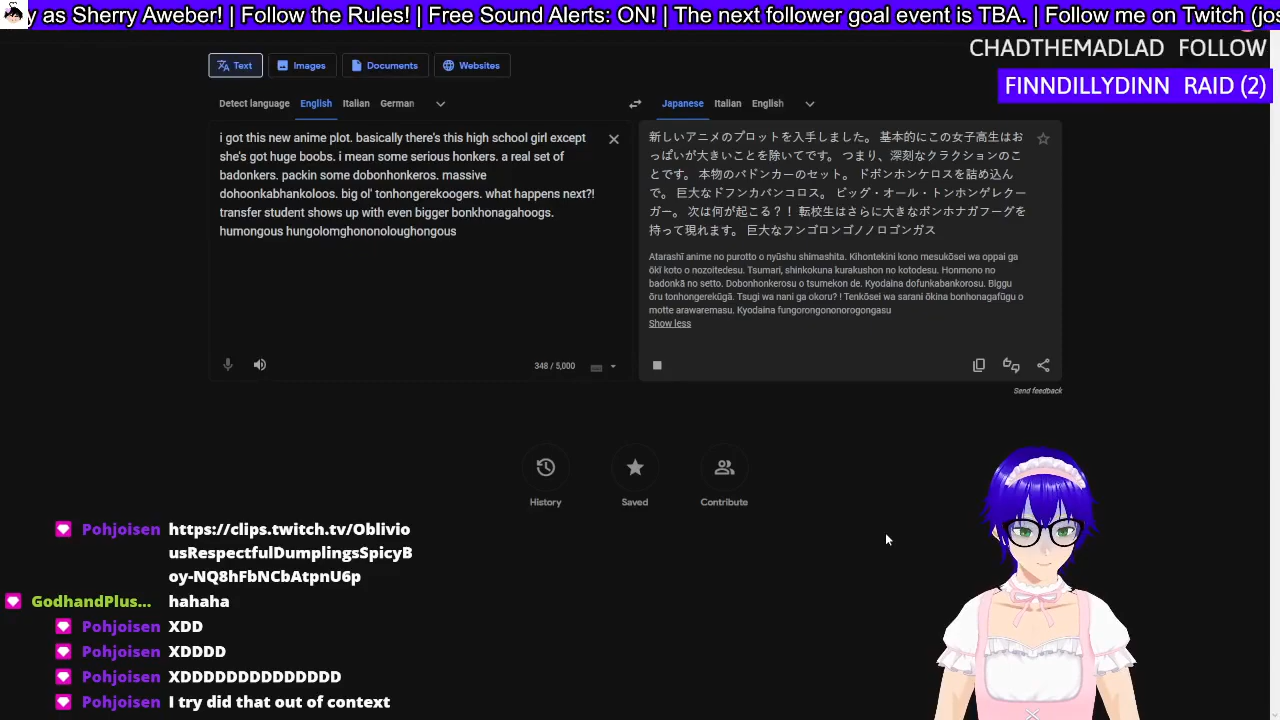 y as Sherry Aweber! | Follow the Rules! | Free Sound Alerts: ON! | The next follower goal event is TBA. | Follow me on Twitch (jos
CHADTHEMADLAD FOLLOW
FINNDILLYDINN RAID (2)
Text Images Documents Websites
Detect language English Italian German
Japanese Italian English
i got this new anime plot. basically there's this high school girl except
she's got huge boobs. i mean some serious honkers. a real set of
badonkers. packin some dobonhonkeros. massive
dohoonkabhankoloos. big ol' tonhongerekoogers. what happens next?!
transfer student shows up with even bigger bonkhonagahoogs.
humongous hungolomghononoloughongous
348 / 5,000
新しいアニメのプロットを入手しました。 基本的にこの女子高生はお
っぱいが大きいことを除いてです。 つまり、深刻なクラクションのこ
とです。 本物のバドンカーのセット。 ドボンホンケロスを詰め込ん
で。 巨大なドフンカバンコロス。 ビッグ・オール・トンホンゲレクー
ガー。 次は何が起こる？！ 転校生はさらに大きなボンホナガフーグを
持って現れます。 巨大なフンゴロンゴノノロゴンガス
Atarashī anime no purotto o nyūshu shimashita. Kihontekini kono mesukōsei wa oppai ga
ōkī koto o nozoitedesu. Tsumari, shinkokuna kurakushon no kotodesu. Honmono no
badonkā no setto. Dobonhonkerosu o tsumekon de. Kyodaina dofunkabankorosu. Biggu
ōru tonhongerekūgā. Tsugi wa nani ga okoru? ! Tenkōsei wa sarani ōkina bonhonagafūgu o
motte arawaremasu. Kyodaina fungorongononorogongasu
Show less
Send feedback
History Saved Contribute
Pohjoisen https://clips.twitch.tv/Oblivio
usRespectfulDumplingsSpicyB
oy-NQ8hFbNCbAtpnU6p
GodhandPlus... hahaha
Pohjoisen XDD
Pohjoisen XDDDD
Pohjoisen XDDDDDDDDDDDDDD
Pohjoisen I try did that out of context